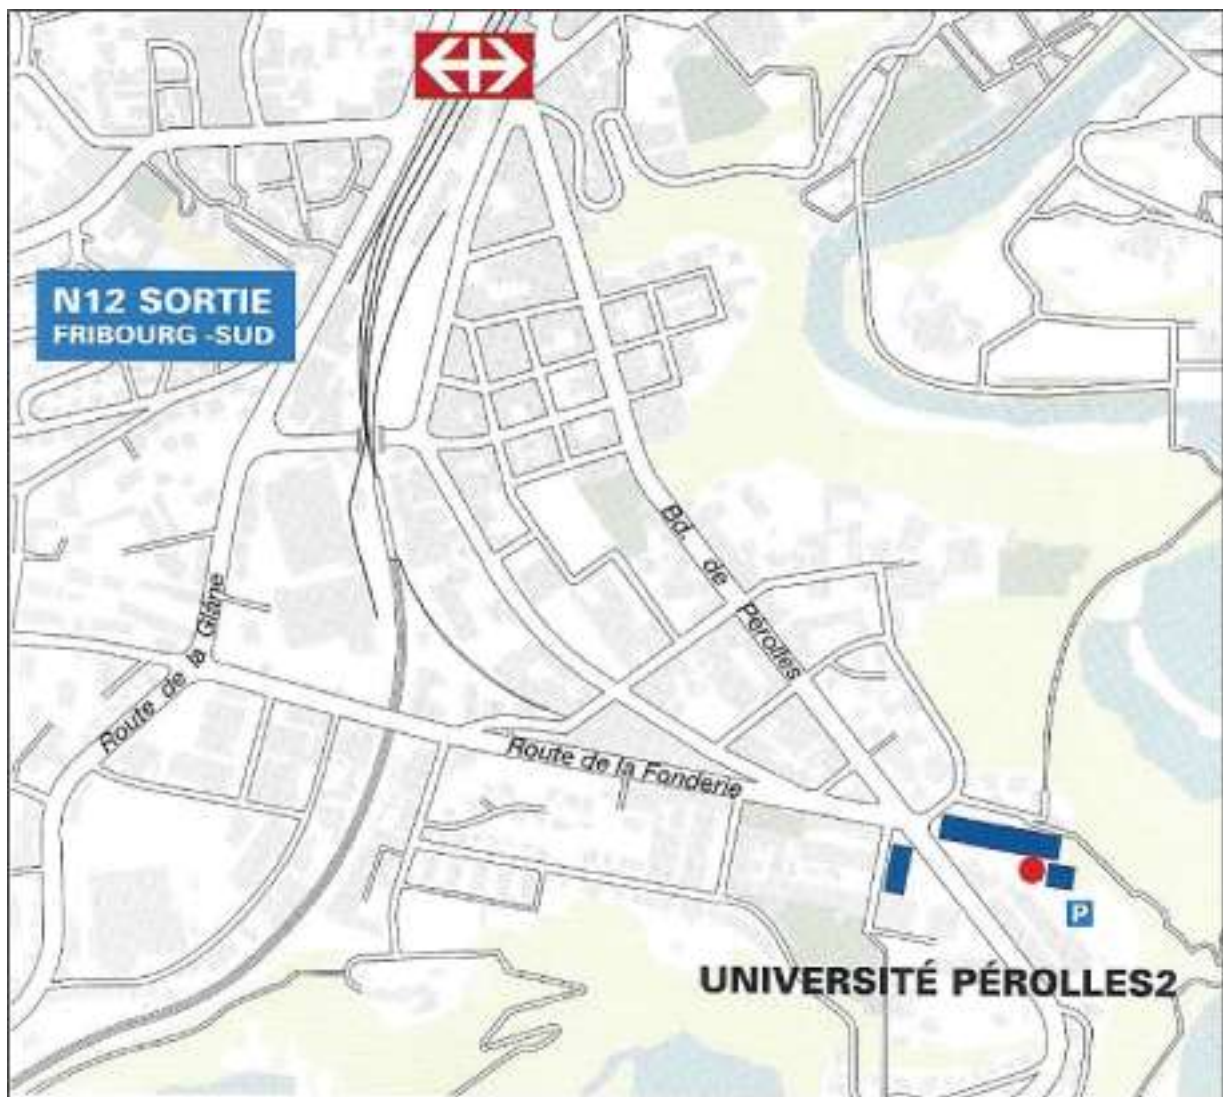 N12 SORTIE
FRIBOURG -SUD
Bd. de Pérolles
Route de la Glâne
Route de la Fonderie
P
UNIVERSITÉ PÉROLLES2